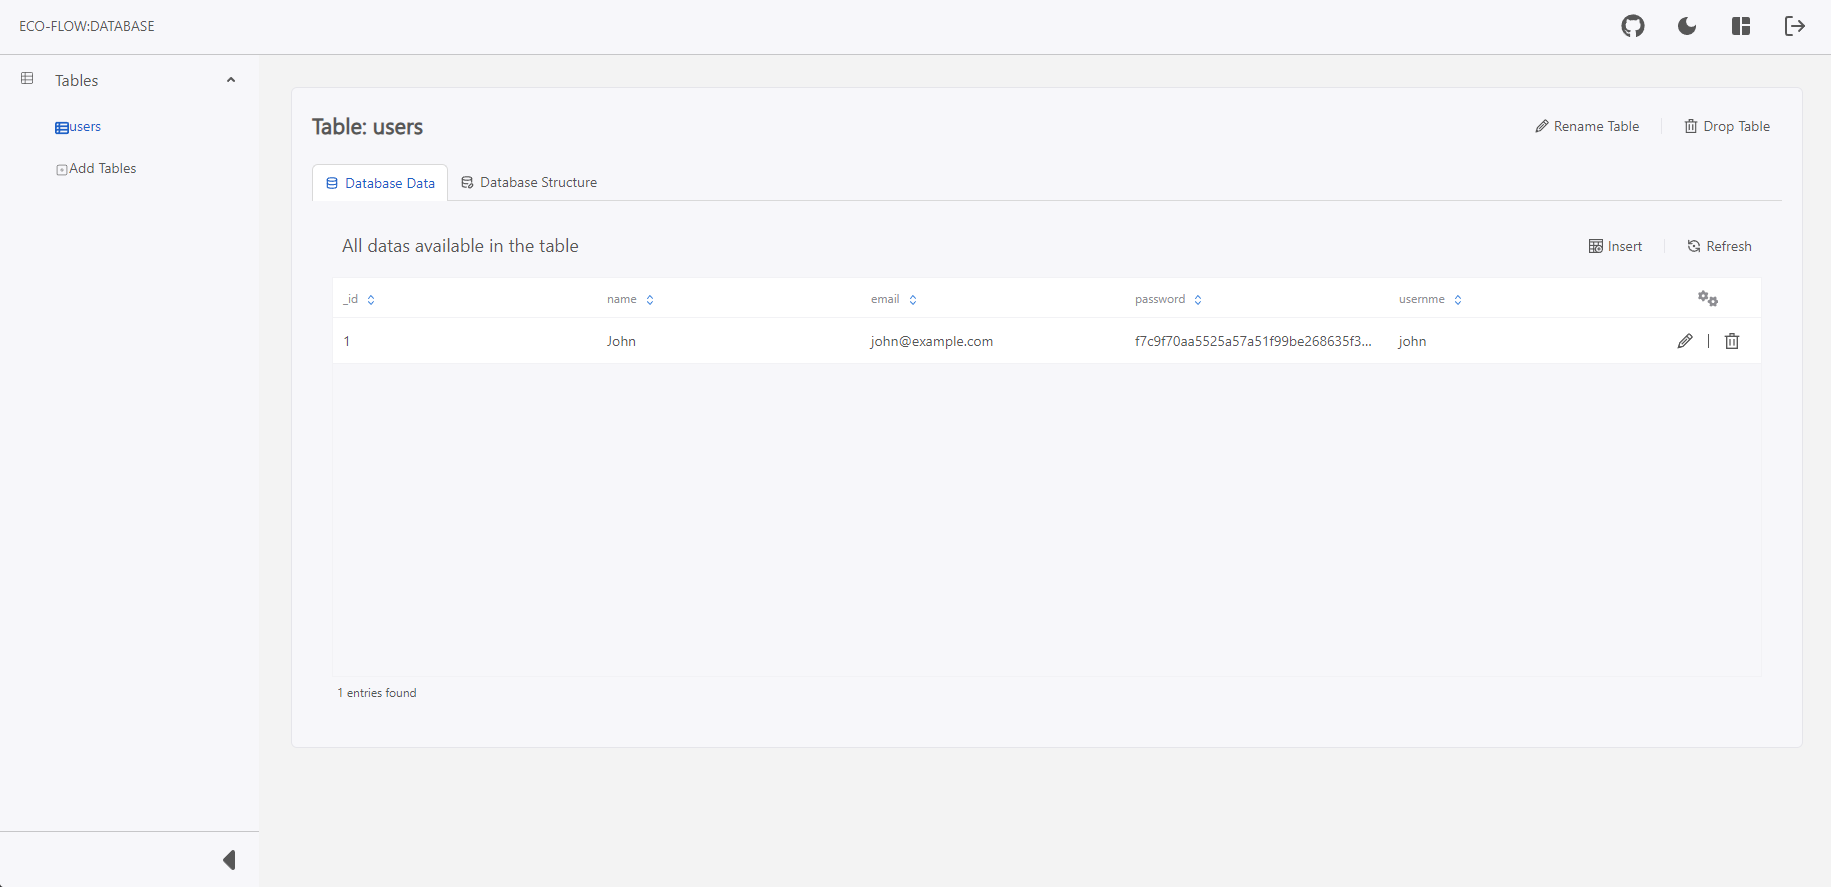 ECO-FLOW:DATABASE
Tables
users
Add Tables
Table: users
Rename Table
Drop Table
Database Data
Database Structure
All datas available in the table
Insert
Refresh
_id name email password usernme
1 John john@example.com f7c9f70aa5525a57a51f99be268635f3... john
1 entries found